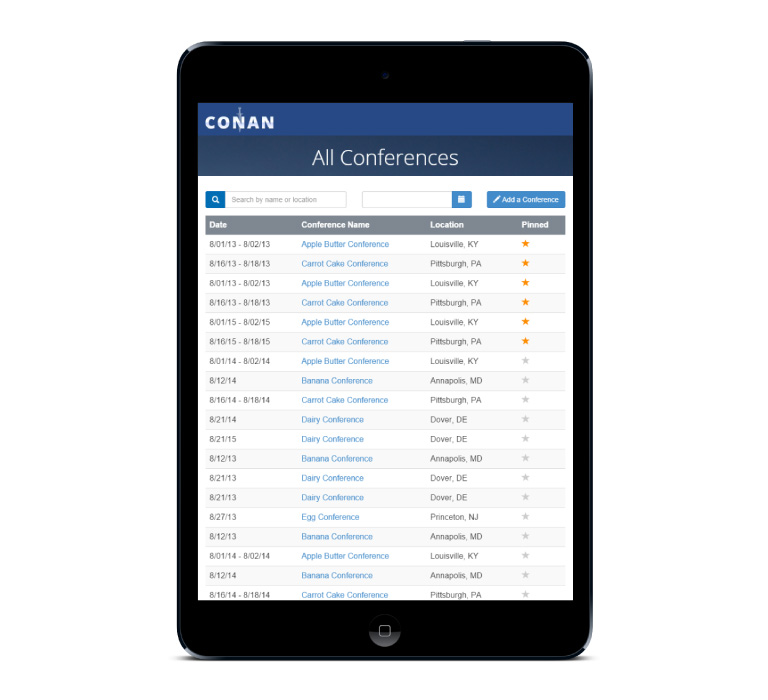 CONAN
All Conferences
Search by name or location Add a Conference
Date Conference Name Location Pinned
8/01/13 - 8/02/13 Apple Butter Conference Louisville, KY
8/16/13 - 8/18/13 Carrot Cake Conference Pittsburgh, PA
8/01/13 - 8/02/13 Apple Butter Conference Louisville, KY
8/16/13 - 8/18/13 Carrot Cake Conference Pittsburgh, PA
8/01/15 - 8/02/15 Apple Butter Conference Louisville, KY
8/16/15 - 8/18/15 Carrot Cake Conference Pittsburgh, PA
8/01/14 - 8/02/14 Apple Butter Conference Louisville, KY
8/12/14 Banana Conference Annapolis, MD
8/16/14 - 8/18/14 Carrot Cake Conference Pittsburgh, PA
8/21/14 Dairy Conference Dover, DE
8/21/15 Dairy Conference Dover, DE
8/12/13 Banana Conference Annapolis, MD
8/21/13 Dairy Conference Dover, DE
8/21/13 Dairy Conference Dover, DE
8/27/13 Egg Conference Princeton, NJ
8/12/13 Banana Conference Annapolis, MD
8/01/14 - 8/02/14 Apple Butter Conference Louisville, KY
8/12/14 Banana Conference Annapolis, MD
8/16/14 - 8/18/14 Carrot Cake Conference Pittsburgh, PA